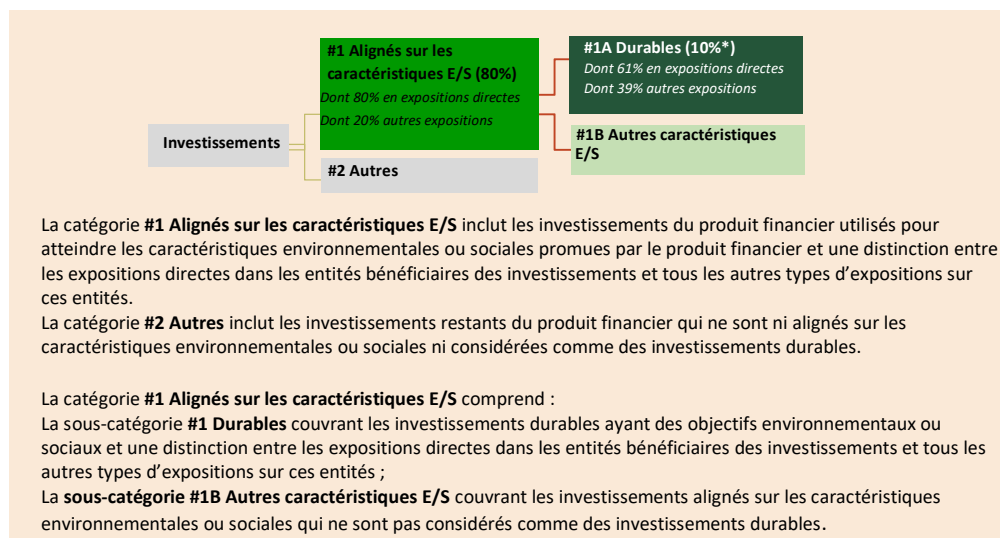 #1 Alignés sur les
caractéristiques E/S (80%)
Dont 80% en expositions directes
Dont 20% autres expositions
#1A Durables (10%*)
Dont 61% en expositions directes
Dont 39% autres expositions
Investissements
#1B Autres caractéristiques
E/S
#2 Autres
La catégorie #1 Alignés sur les caractéristiques E/S inclut les investissements du produit financier utilisés pour
atteindre les caractéristiques environnementales ou sociales promues par le produit financier et une distinction entre
les expositions directes dans les entités bénéficiaires des investissements et tous les autres types d’expositions sur
ces entités.
La catégorie #2 Autres inclut les investissements restants du produit financier qui ne sont ni alignés sur les
caractéristiques environnementales ou sociales ni considérées comme des investissements durables.
La catégorie #1 Alignés sur les caractéristiques E/S comprend :
La sous-catégorie #1 Durables couvrant les investissements durables ayant des objectifs environnementaux ou
sociaux et une distinction entre les expositions directes dans les entités bénéficiaires des investissements et tous les
autres types d’expositions sur ces entités ;
La sous-catégorie #1B Autres caractéristiques E/S couvrant les investissements alignés sur les caractéristiques
environnementales ou sociales qui ne sont pas considérés comme des investissements durables.